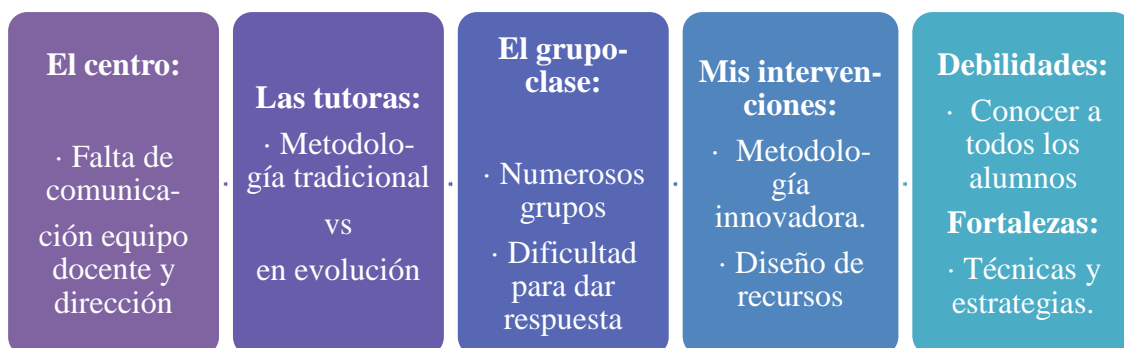 El centro:
· Falta de
comunica-
ción equipo
docente y
dirección
Las tutoras:
· Metodolo-
gía tradicional
vs
en evolución
El grupo-
clase:
· Numerosos
grupos
· Dificultad
para dar
respuesta
Mis interven-
ciones:
· Metodolo-
gía
innovadora.
· Diseño de
recursos
Debilidades:
· Conocer a
todos los
alumnos
Fortalezas:
· Técnicas y
estrategias.